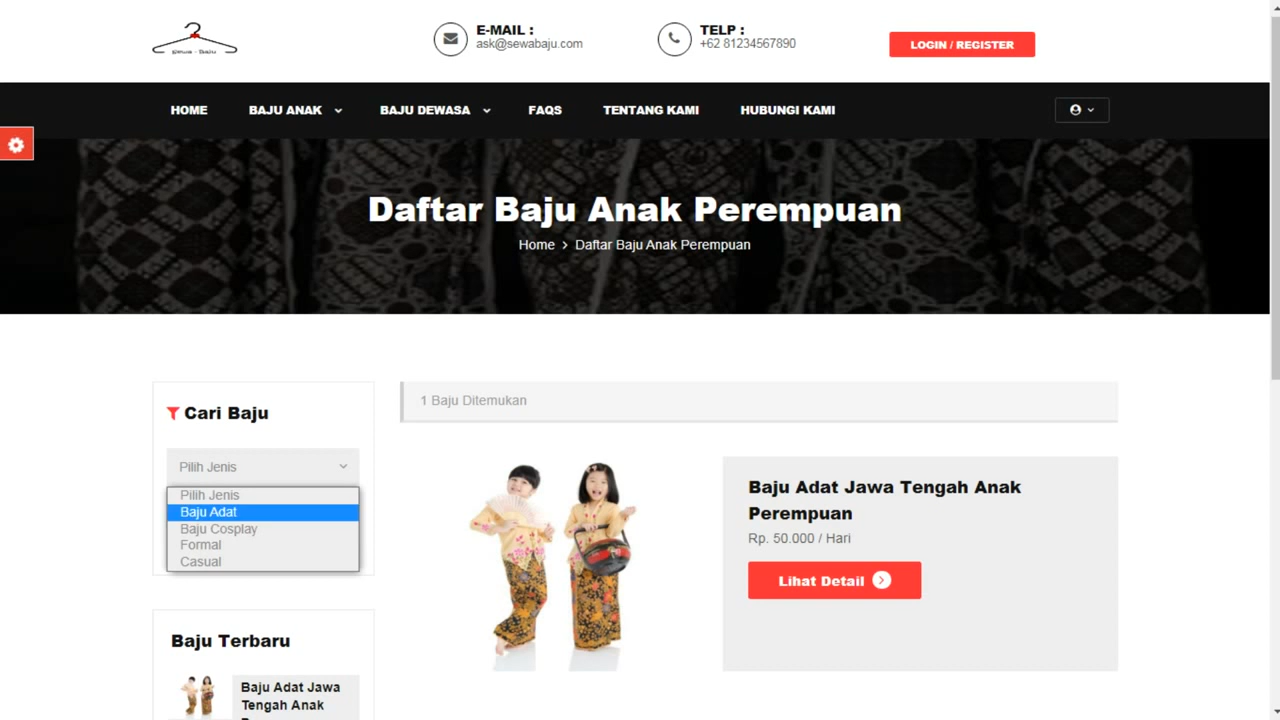 Sewa - Baju
E-MAIL :
ask@sewabaju.com
TELP :
+62 81234567890
LOGIN / REGISTER
HOME
BAJU ANAK
BAJU DEWASA
FAQS
TENTANG KAMI
HUBUNGI KAMI
Daftar Baju Anak Perempuan
Home > Daftar Baju Anak Perempuan
Cari Baju
Pilih Jenis
Pilih Jenis
Baju Adat
Baju Cosplay
Formal
Casual
1 Baju Ditemukan
Baju Adat Jawa Tengah Anak
Perempuan
Rp. 50.000 / Hari
Lihat Detail
Baju Terbaru
Baju Adat Jawa
Tengah Anak